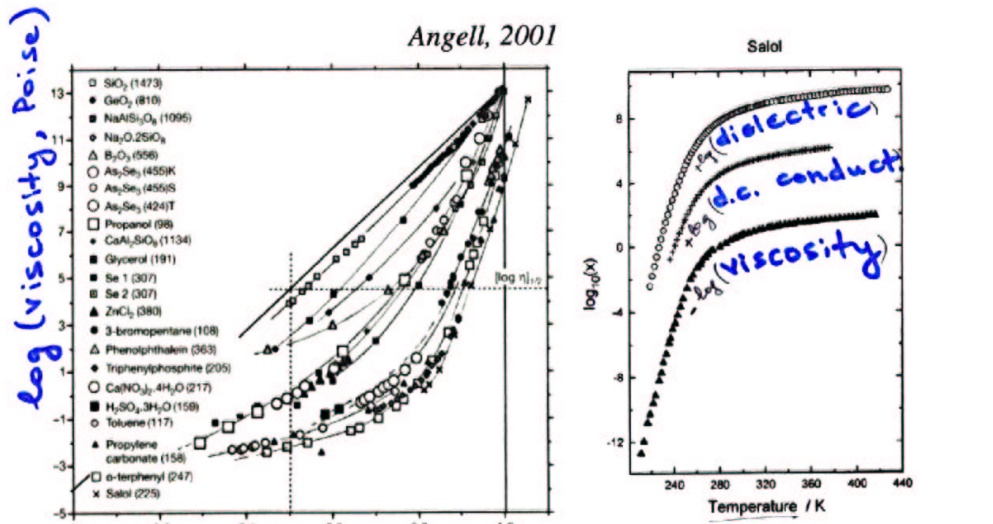 Angell, 2001
log (viscosity, Poise)
13
11
9
7
5
3
1
-1
-3
-5
SiO₂ (1473)
GeO₂ (810)
NaAlSi₃O₈ (1095)
Na₂O.2SiO₂
B₂O₃ (556)
As₂Se₃ (455)K
As₂Se₃ (455)S
As₂Se₃ (424)T
Propanol (98)
CaAl₂SiO₈ (1134)
Glycerol (191)
Se 1 (307)
Se 2 (307)
ZnCl₂ (380)
3-bromopentane (108)
Phenolphthalein (363)
Triphenylphosphite (205)
Ca(NO₃)₂.4H₂O (217)
H₂SO₄.3H₂O (159)
Toluene (117)
Propylene
carbonate (158)
o-terphenyl (247)
Salol (225)
[log η]₁/₂
Salol
log₁₀(x)
8
4
0
-4
-8
-12
log (dielectric)
log (d.c. conduct.)
log (viscosity)
240 280 320 360 400 440
Temperature / K